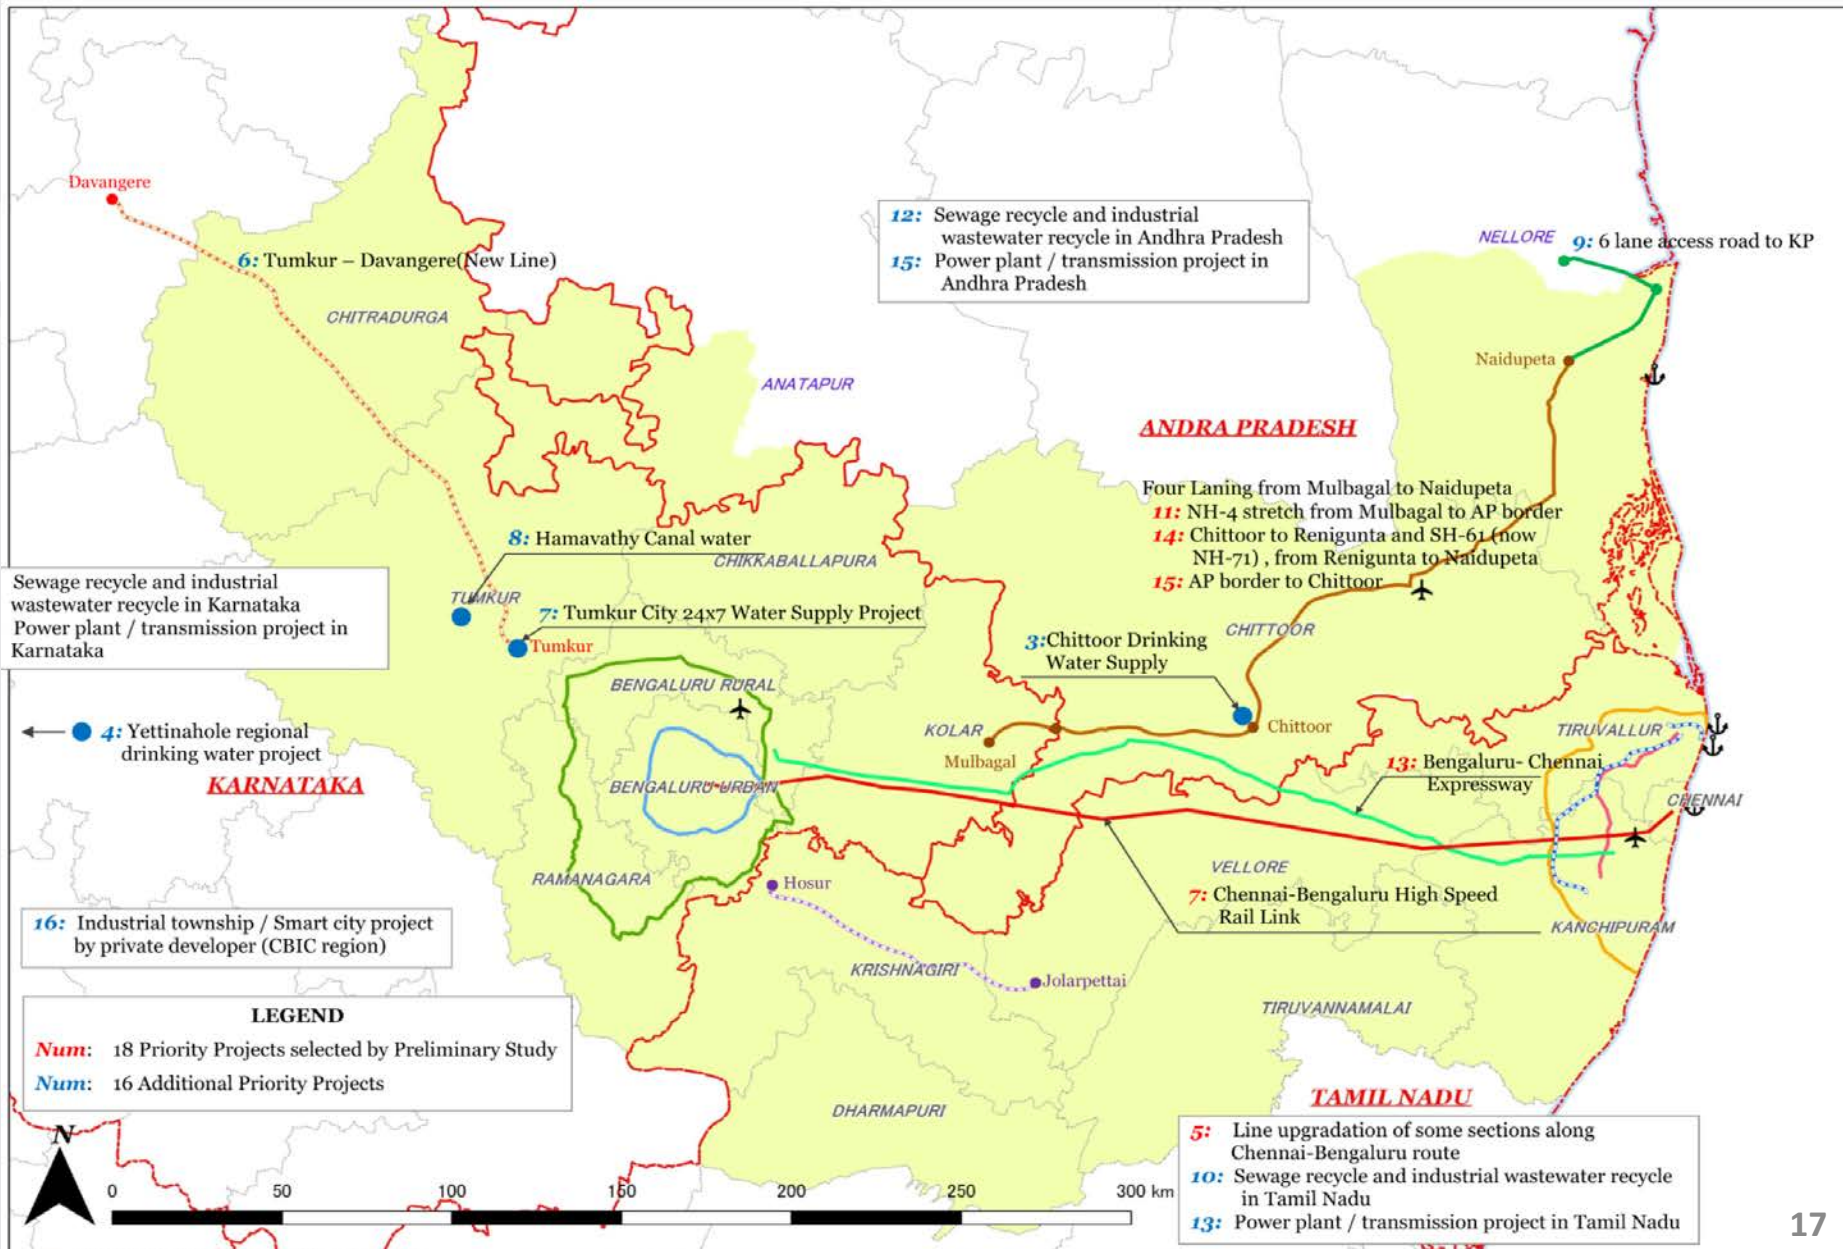 Davangere
6: Tumkur – Davangere(New Line)
CHITRADURGA
12: Sewage recycle and industrial
wastewater recycle in Andhra Pradesh
15: Power plant / transmission project in
Andhra Pradesh
NELLORE
9: 6 lane access road to KP
Naidupeta
ANATAPUR
ANDRA PRADESH
Four Laning from Mulbagal to Naidupeta
11: NH-4 stretch from Mulbagal to AP border
14: Chittoor to Renigunta and SH-61 (now
NH-71) , from Renigunta to Naidupeta
15: AP border to Chittoor
8: Hamavathy Canal water
CHIKKABALLAPURA
Sewage recycle and industrial
wastewater recycle in Karnataka
Power plant / transmission project in
Karnataka
TUMKUR
7: Tumkur City 24x7 Water Supply Project
Tumkur
3:Chittoor Drinking
Water Supply
CHITTOOR
BENGALURU RURAL
KOLAR
Mulbagal
Chittoor
TIRUVALLUR
4: Yettinahole regional
drinking water project
KARNATAKA
BENGALURU URBAN
13: Bengaluru- Chennai
Expressway
CHENNAI
RAMANAGARA
Hosur
VELLORE
7: Chennai-Bengaluru High Speed
Rail Link
KANCHIPURAM
16: Industrial township / Smart city project
by private developer (CBIC region)
KRISHNAGIRI
Jolarpettai
TIRUVANNAMALAI
LEGEND
Num: 18 Priority Projects selected by Preliminary Study
Num: 16 Additional Priority Projects
DHARMAPURI
TAMIL NADU
5: Line upgradation of some sections along
Chennai-Bengaluru route
10: Sewage recycle and industrial wastewater recycle
in Tamil Nadu
13: Power plant / transmission project in Tamil Nadu
N
0 50 100 150 200 250 300 km
17